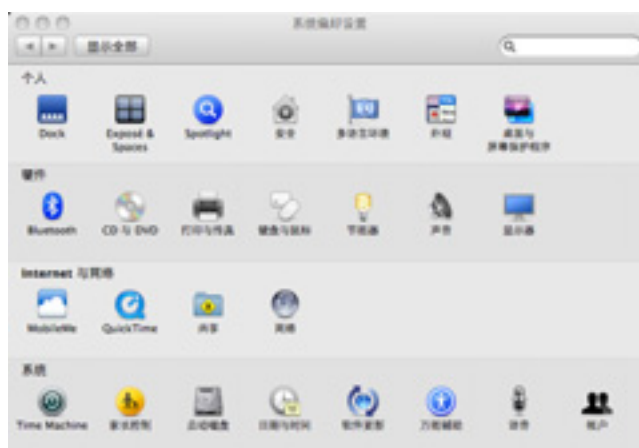 系统偏好设置
显示全部
个人
Dock
Exposé &
Spaces
Spotlight
安全
多语言环境
外观
桌面与
屏幕保护程序
硬件
Bluetooth
CD 与 DVD
打印与传真
键盘与鼠标
节能器
声音
显示器
Internet 与网络
MobileMe
QuickTime
共享
网络
系统
Time Machine
家长控制
启动磁盘
日期与时间
软件更新
万能辅助
语音
帐户